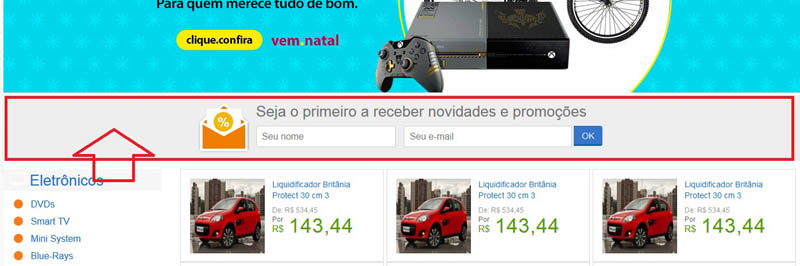 Para quem merece tudo de bom.
clique.confira
vem.natal
%
Seja o primeiro a receber novidades e promoções
Seu nome
Seu e-mail
OK
Eletrônicos
DVDs
Smart TV
Mini System
Blue-Rays
Liquidificador Britânia
Protect 30 cm 3
De: R$ 534,45
Por
R$ 143,44
Liquidificador Britânia
Protect 30 cm 3
De: R$ 534,45
Por
R$ 143,44
Liquidificador Britânia
Protect 30 cm 3
De: R$ 534,45
Por
R$ 143,44